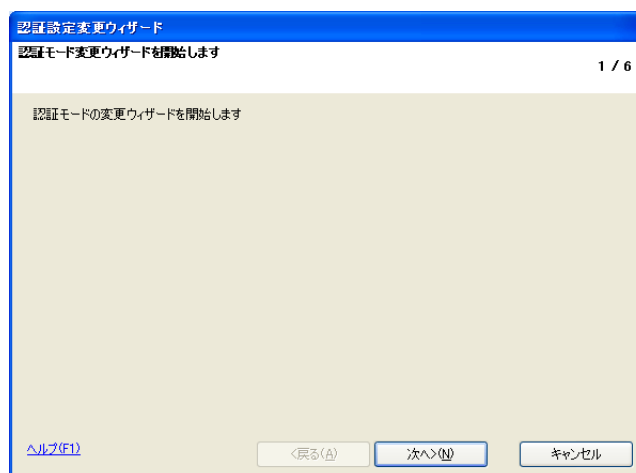 認証設定変更ウィザード
認証モード変更ウィザードを開始します
1 / 6
認証モードの変更ウィザードを開始します
ヘルプ(F1)
<戻る(A)
次へ>(N)
キャンセル